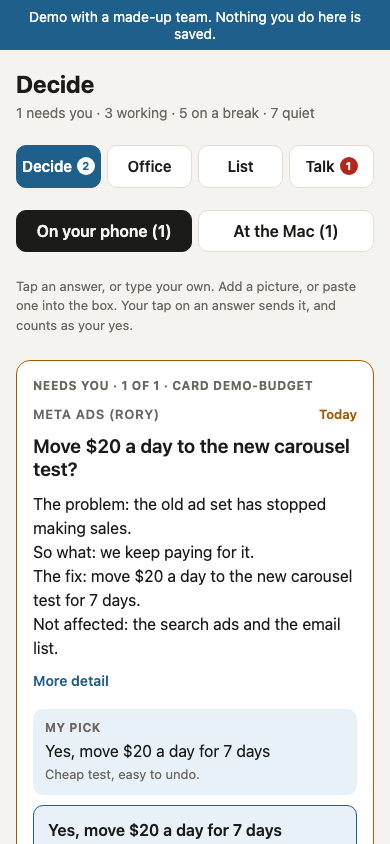 Demo with a made-up team. Nothing you do here is
saved.
Decide
1 needs you · 3 working · 5 on a break · 7 quiet
Decide 2
Office
List
Talk 1
On your phone (1)
At the Mac (1)
Tap an answer, or type your own. Add a picture, or paste
one into the box. Your tap on an answer sends it, and
counts as your yes.
NEEDS YOU · 1 OF 1 · CARD DEMO-BUDGET
META ADS (RORY)
Today
Move $20 a day to the new carousel
test?
The problem: the old ad set has stopped
making sales.
So what: we keep paying for it.
The fix: move $20 a day to the new carousel
test for 7 days.
Not affected: the search ads and the email
list.
More detail
MY PICK
Yes, move $20 a day for 7 days
Cheap test, easy to undo.
Yes, move $20 a day for 7 days